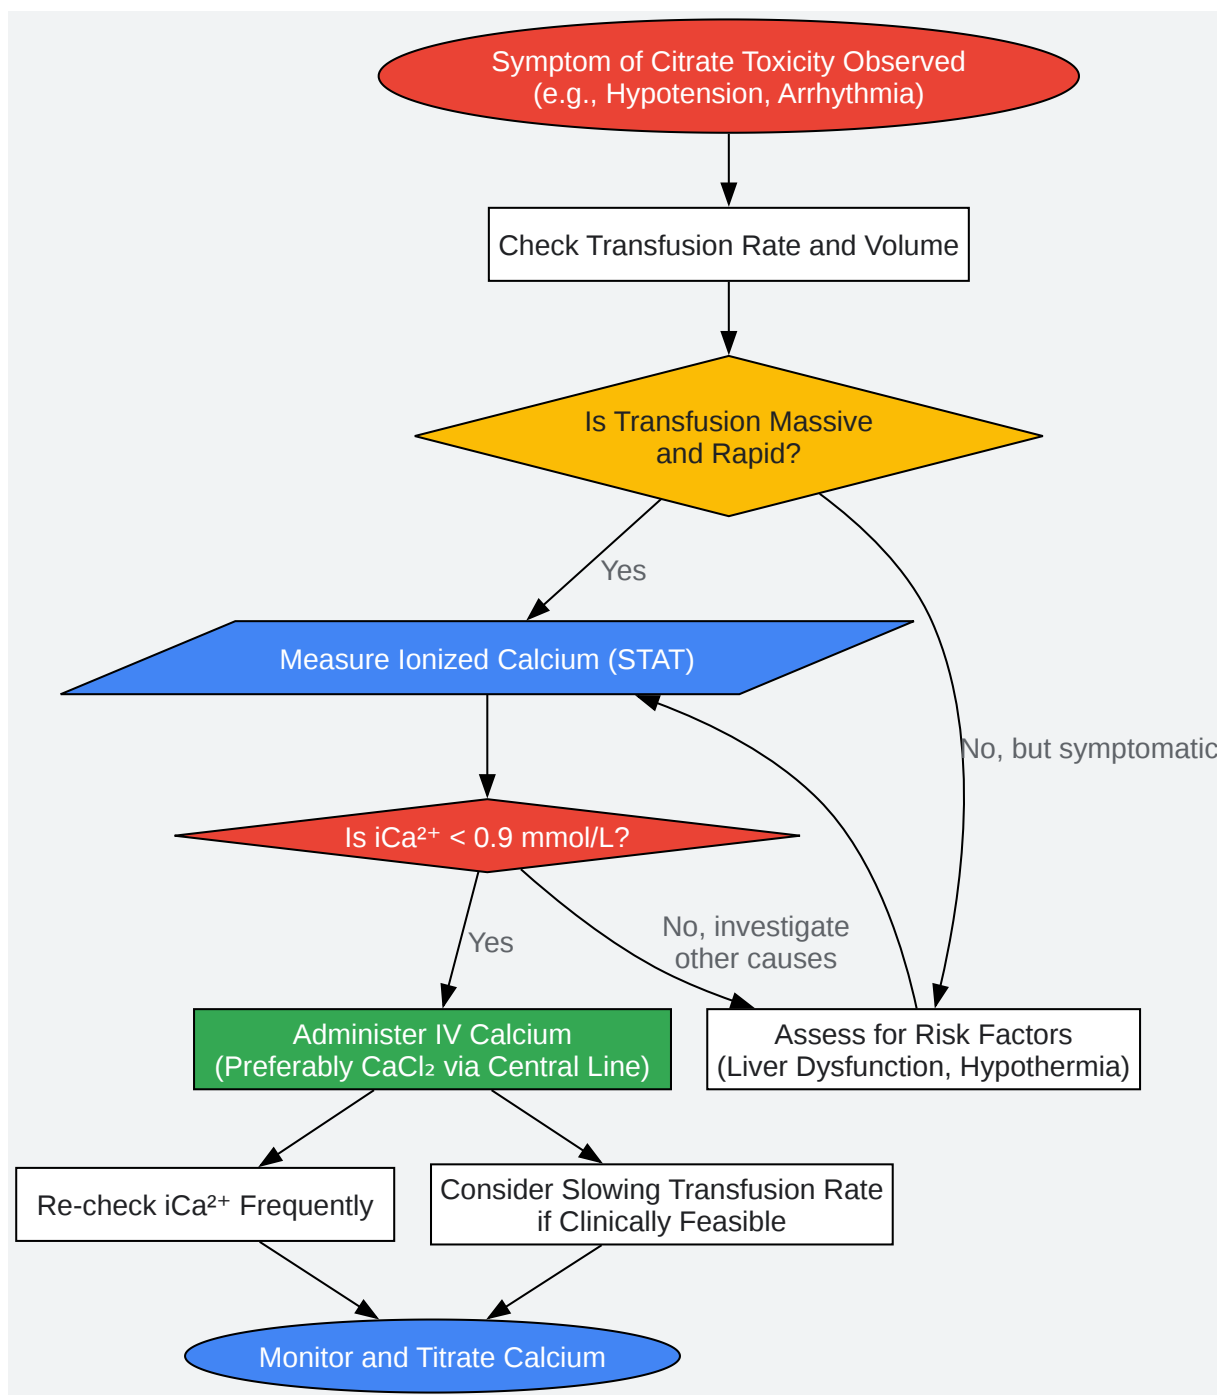 Symptom of Citrate Toxicity Observed
(e.g., Hypotension, Arrhythmia)
Check Transfusion Rate and Volume
Is Transfusion Massive
and Rapid?
Yes
Measure Ionized Calcium (STAT)
No, but symptomatic
Is iCa²⁺ < 0.9 mmol/L?
Yes
No, investigate
other causes
Administer IV Calcium
(Preferably CaCl₂ via Central Line)
Assess for Risk Factors
(Liver Dysfunction, Hypothermia)
Re-check iCa²⁺ Frequently
Consider Slowing Transfusion Rate
if Clinically Feasible
Monitor and Titrate Calcium